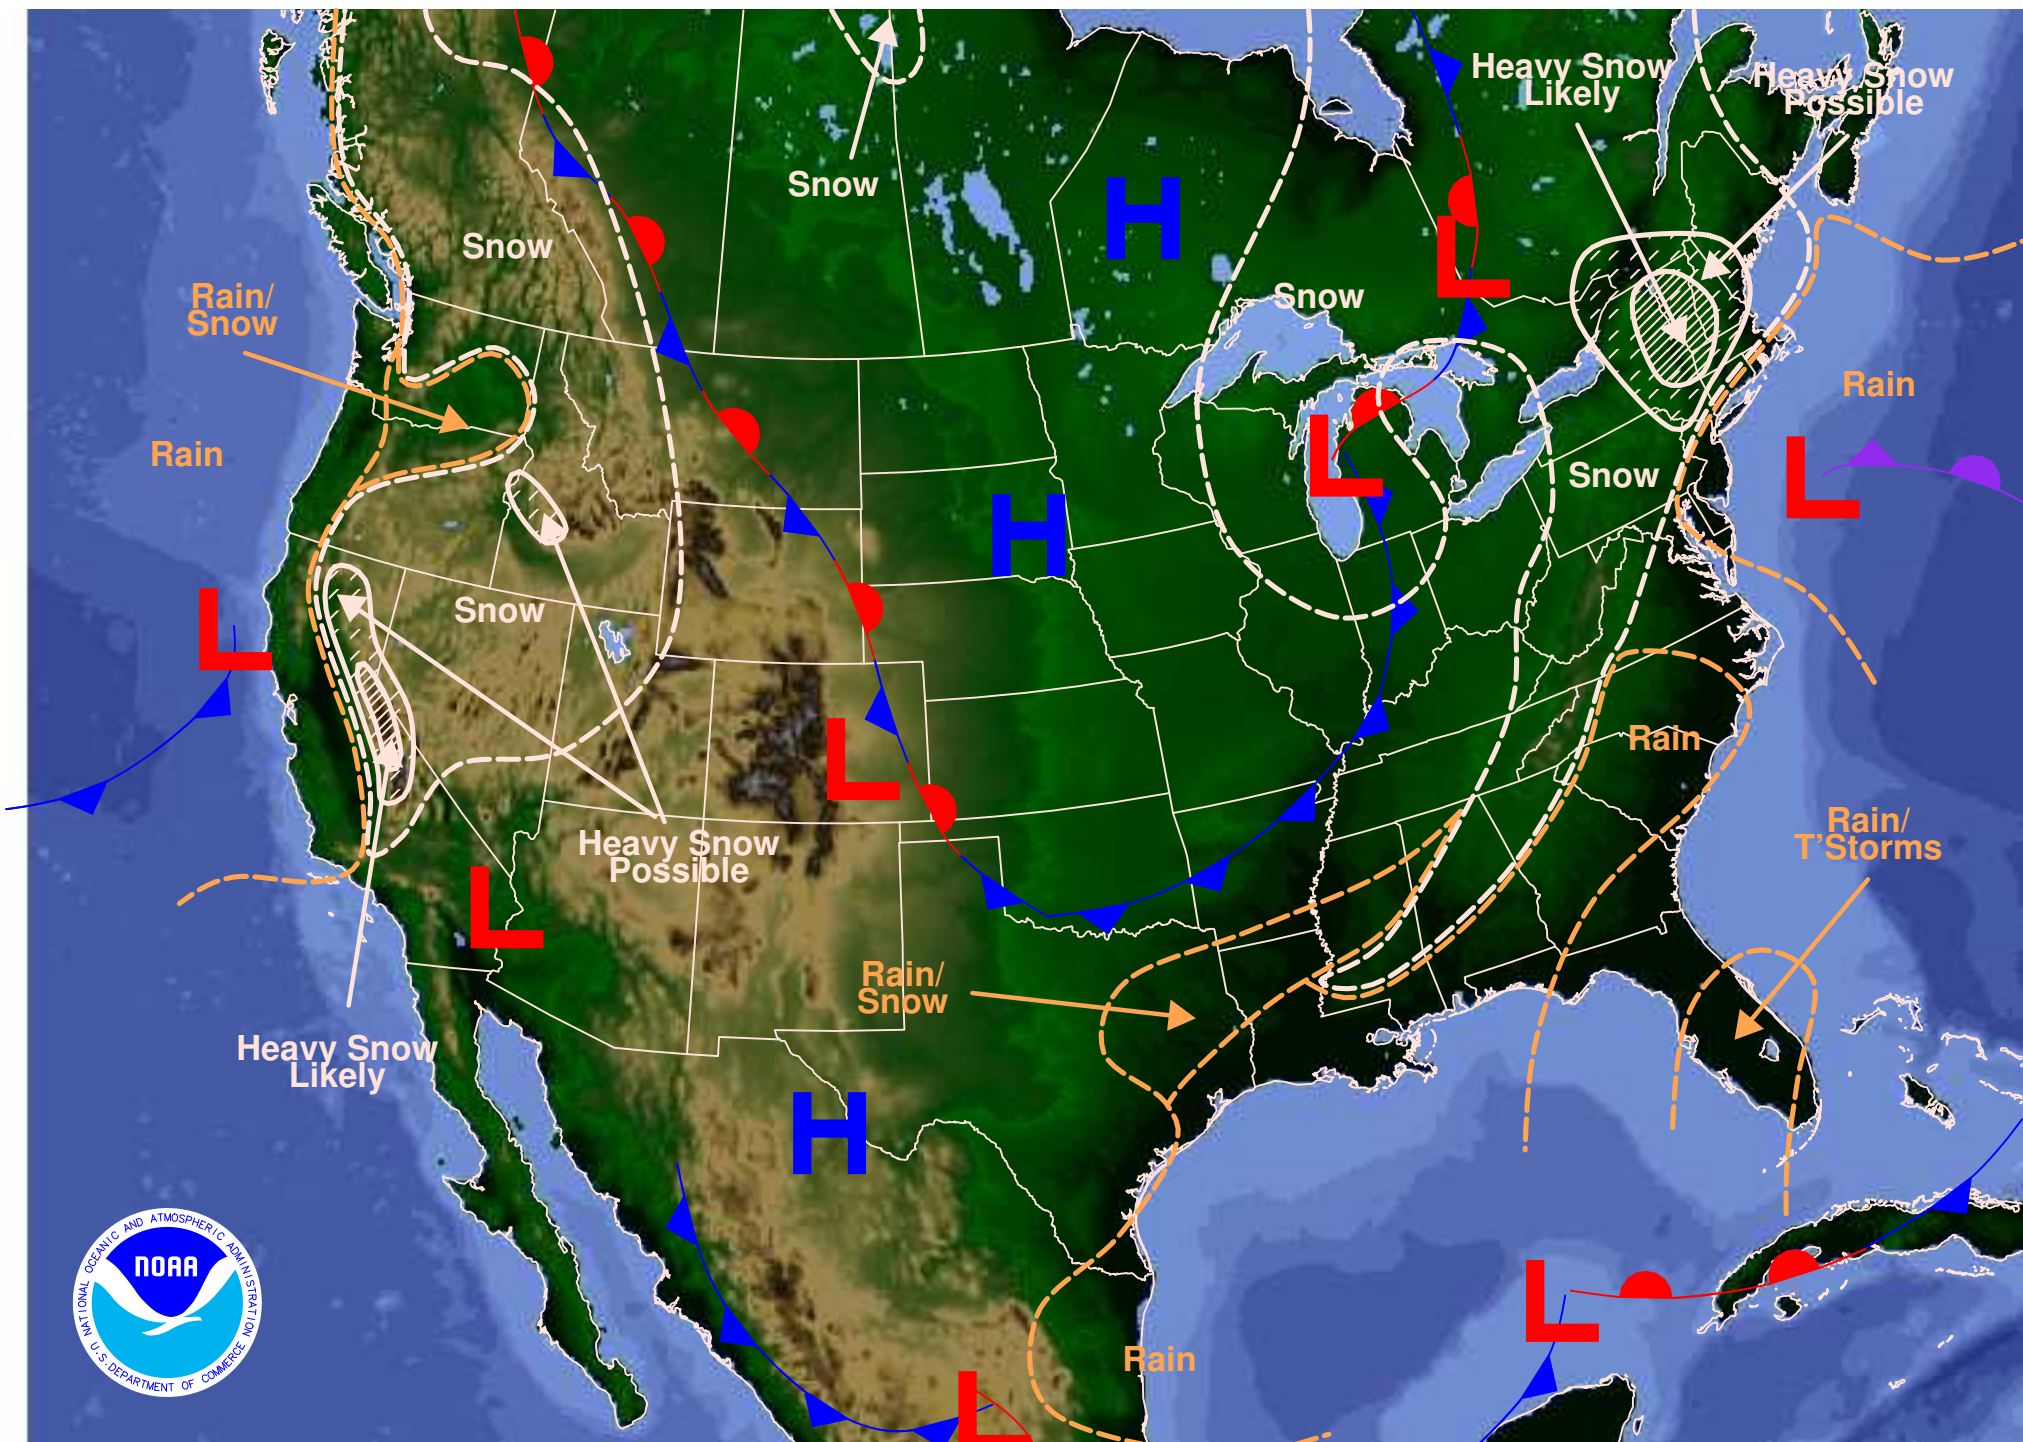 Heavy Snow
Likely
Heavy Snow
Possible
Snow
H
Snow
L
Rain/
Snow
Snow
Rain
Rain
L
Snow
L
H
L
Snow
L
Rain
L
Rain/
T'Storms
Heavy Snow
Possible
L
Rain/
Snow
Heavy Snow
Likely
H
NATIONAL OCEANIC AND ATMOSPHERIC ADMINISTRATION
NOAA
U.S. DEPARTMENT OF COMMERCE
L
Rain
L